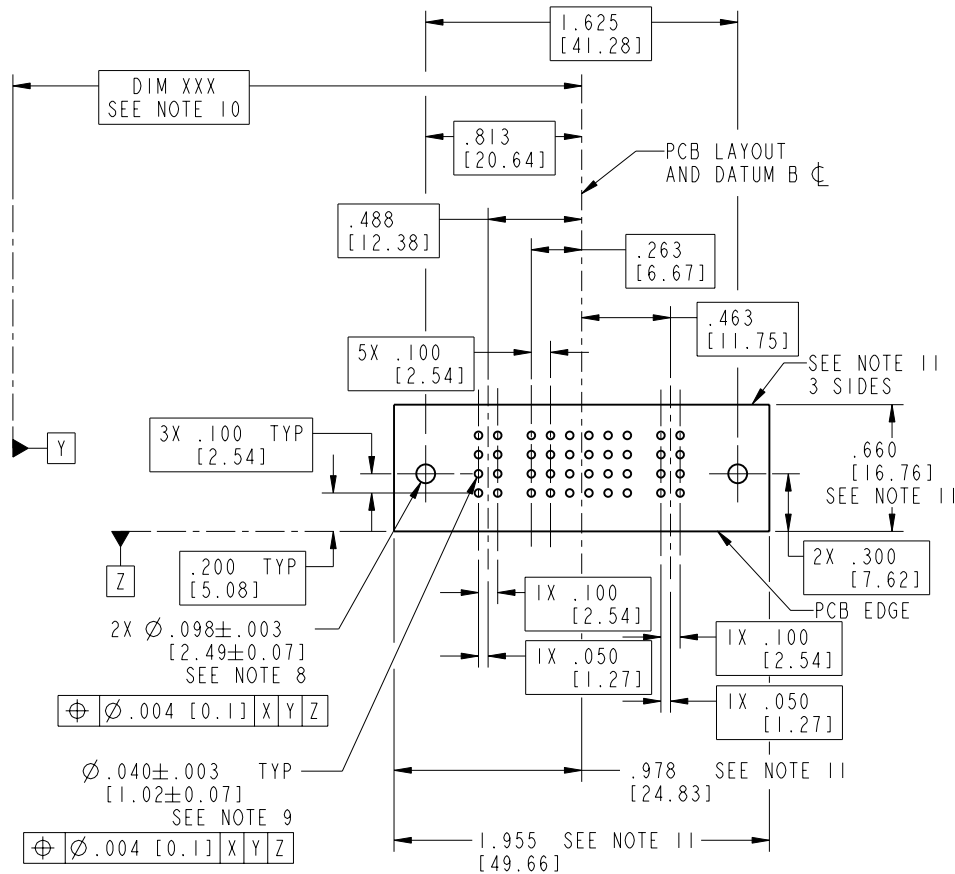 1.625
[41.28]
DIM XXX
SEE NOTE 10
.813
[20.64]
PCB LAYOUT
AND DATUM B ℄
.488
[12.38]
.263
[6.67]
.463
[11.75]
5X .100
[2.54]
SEE NOTE 11
3 SIDES
3X .100 TYP
[2.54]
Y
.660
[16.76]
SEE NOTE 11
Z
.200 TYP
[5.08]
2X .300
[7.62]
1X .100
[2.54]
PCB EDGE
2X Ø.098±.003
[2.49±0.07]
SEE NOTE 8
1X .100
[2.54]
1X .050
[1.27]
⌖ Ø.004 [0.1] X Y Z
1X .050
[1.27]
Ø.040±.003 TYP
[1.02±0.07]
SEE NOTE 9
.978 SEE NOTE 11
[24.83]
⌖ Ø.004 [0.1] X Y Z
1.955 SEE NOTE 11
[49.66]